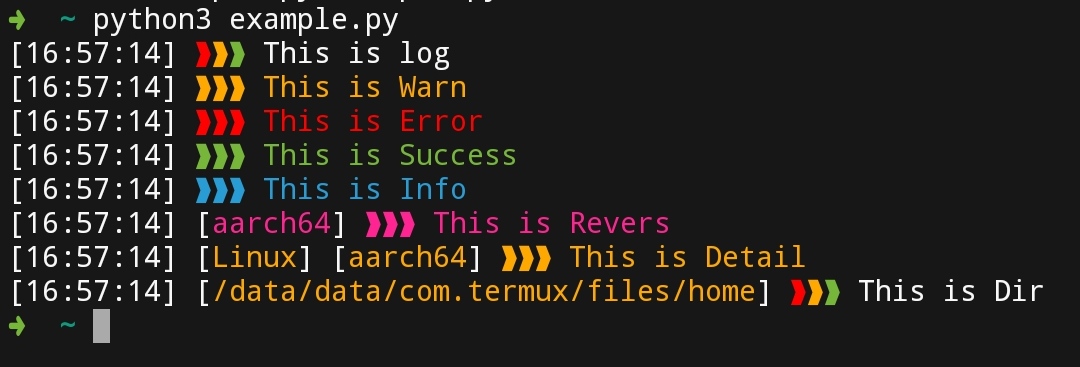 ➜ ~ python3 example.py
[16:57:14] ❱❱❱ This is log
[16:57:14] ❱❱❱ This is Warn
[16:57:14] ❱❱❱ This is Error
[16:57:14] ❱❱❱ This is Success
[16:57:14] ❱❱❱ This is Info
[16:57:14] [aarch64] ❱❱❱ This is Revers
[16:57:14] [Linux] [aarch64] ❱❱❱ This is Detail
[16:57:14] [/data/data/com.termux/files/home] ❱❱❱ This is Dir
➜ ~